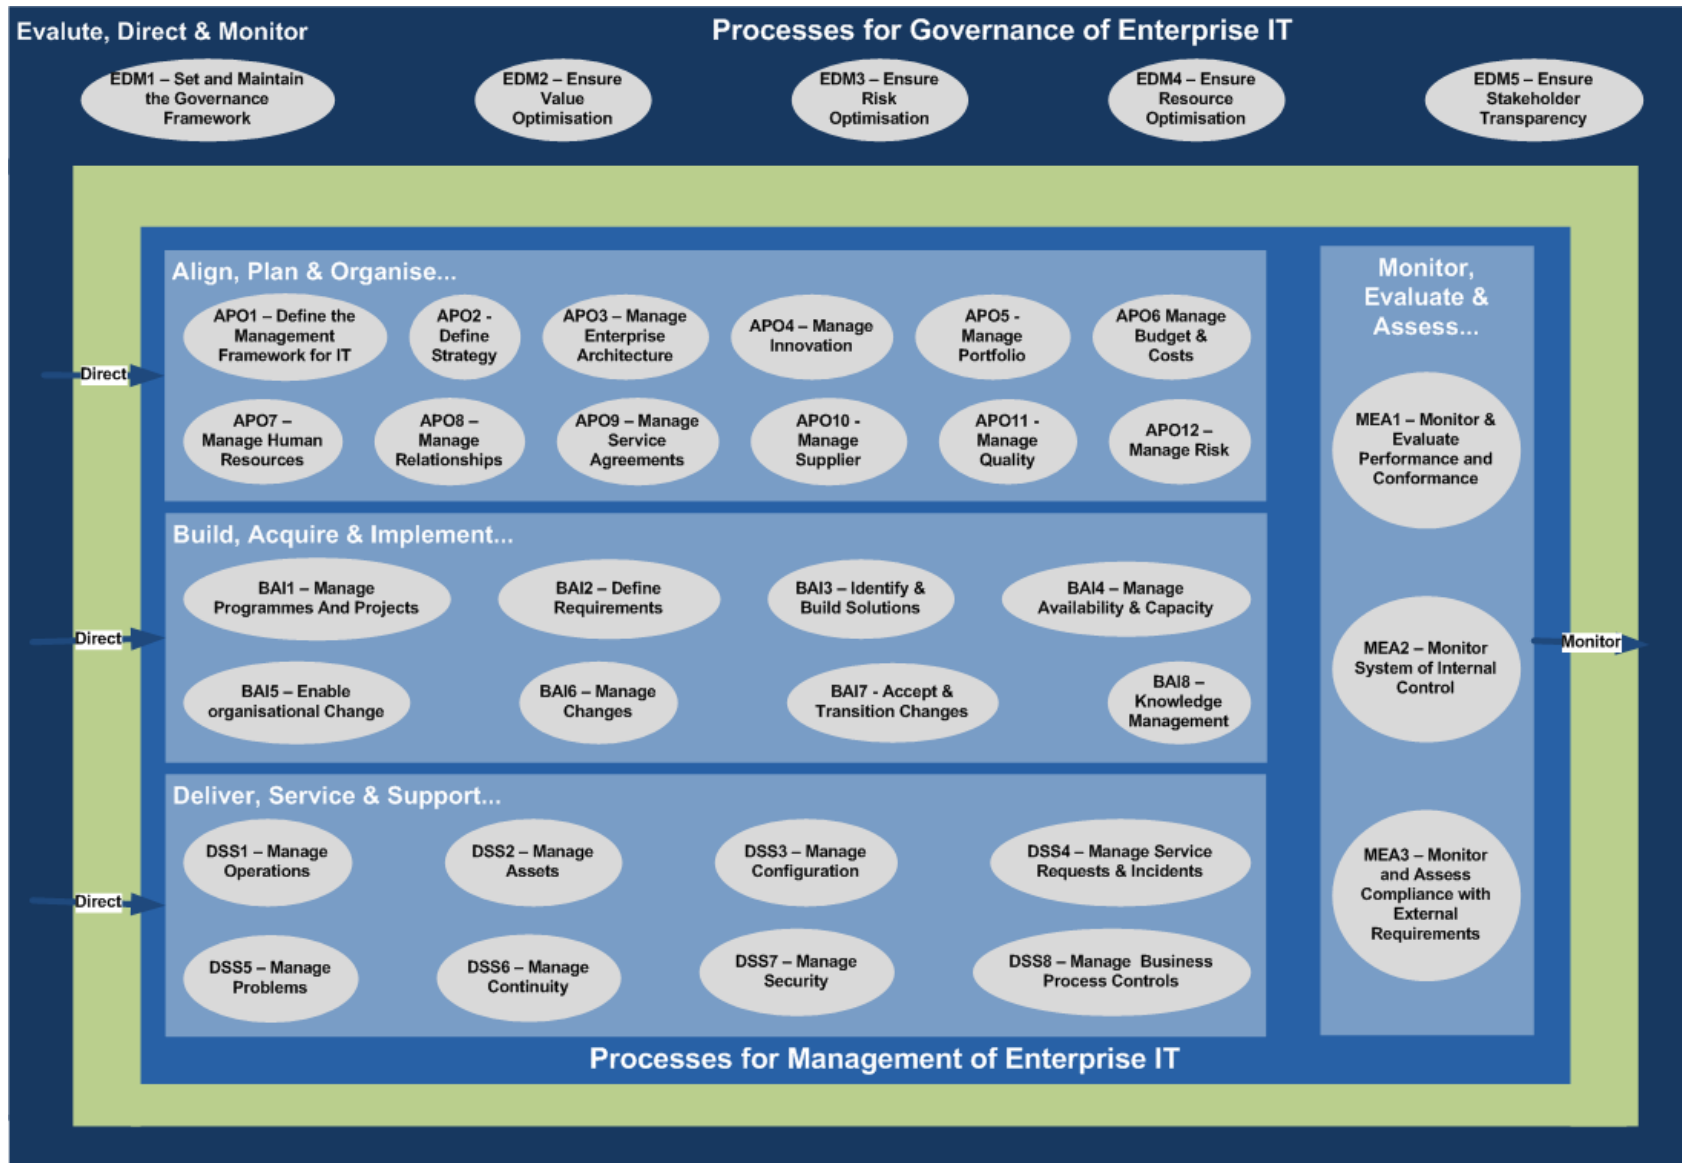 Evalute, Direct & Monitor
Processes for Governance of Enterprise IT
EDM1 – Set and Maintain
the Governance
Framework
EDM2 – Ensure
Value
Optimisation
EDM3 – Ensure
Risk
Optimisation
EDM4 – Ensure
Resource
Optimisation
EDM5 – Ensure
Stakeholder
Transparency
Align, Plan & Organise...
APO1 – Define the
Management
Framework for IT
APO2 -
Define
Strategy
APO3 – Manage
Enterprise
Architecture
APO4 – Manage
Innovation
APO5 -
Manage
Portfolio
APO6 Manage
Budget &
Costs
Direct
APO7 –
Manage Human
Resources
APO8 –
Manage
Relationships
APO9 – Manage
Service
Agreements
APO10 -
Manage
Supplier
APO11 -
Manage
Quality
APO12 –
Manage Risk
Build, Acquire & Implement...
BAI1 – Manage
Programmes And Projects
BAI2 – Define
Requirements
BAI3 – Identify &
Build Solutions
BAI4 – Manage
Availability & Capacity
Direct
BAI5 – Enable
organisational Change
BAI6 – Manage
Changes
BAI7 - Accept &
Transition Changes
BAI8 –
Knowledge
Management
Deliver, Service & Support...
DSS1 – Manage
Operations
DSS2 – Manage
Assets
DSS3 – Manage
Configuration
DSS4 – Manage Service
Requests & Incidents
Direct
DSS5 – Manage
Problems
DSS6 – Manage
Continuity
DSS7 – Manage
Security
DSS8 – Manage  Business
Process Controls
Monitor,
Evaluate &
Assess...
MEA1 – Monitor &
Evaluate
Performance and
Conformance
MEA2 – Monitor
System of Internal
Control
Monitor
MEA3 – Monitor
and Assess
Compliance with
External
Requirements
Processes for Management of Enterprise IT